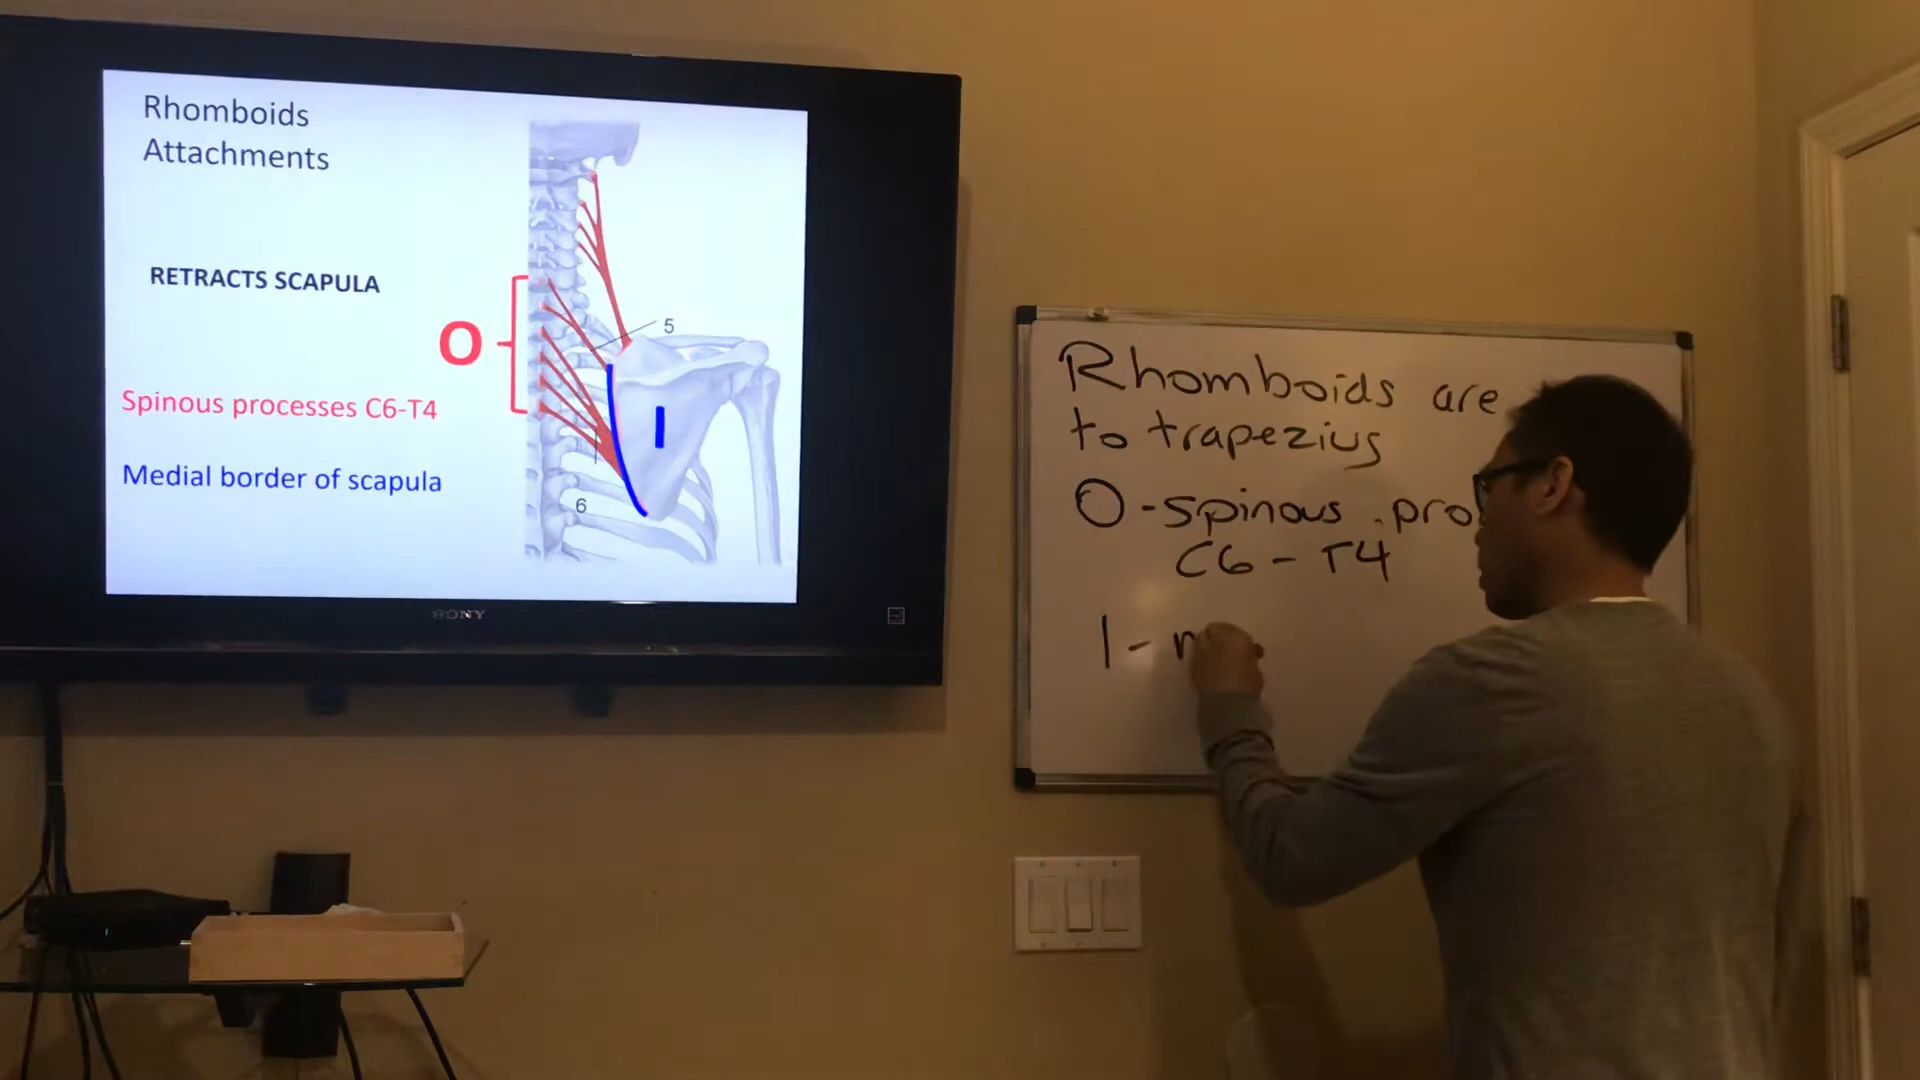 Rhomboids
Attachments
RETRACTS SCAPULA
O
5
Spinous processes C6-T4
I
Medial border of scapula
6
SONY
Rhomboids are
to trapezius
O-spinous
C6-T4
I-